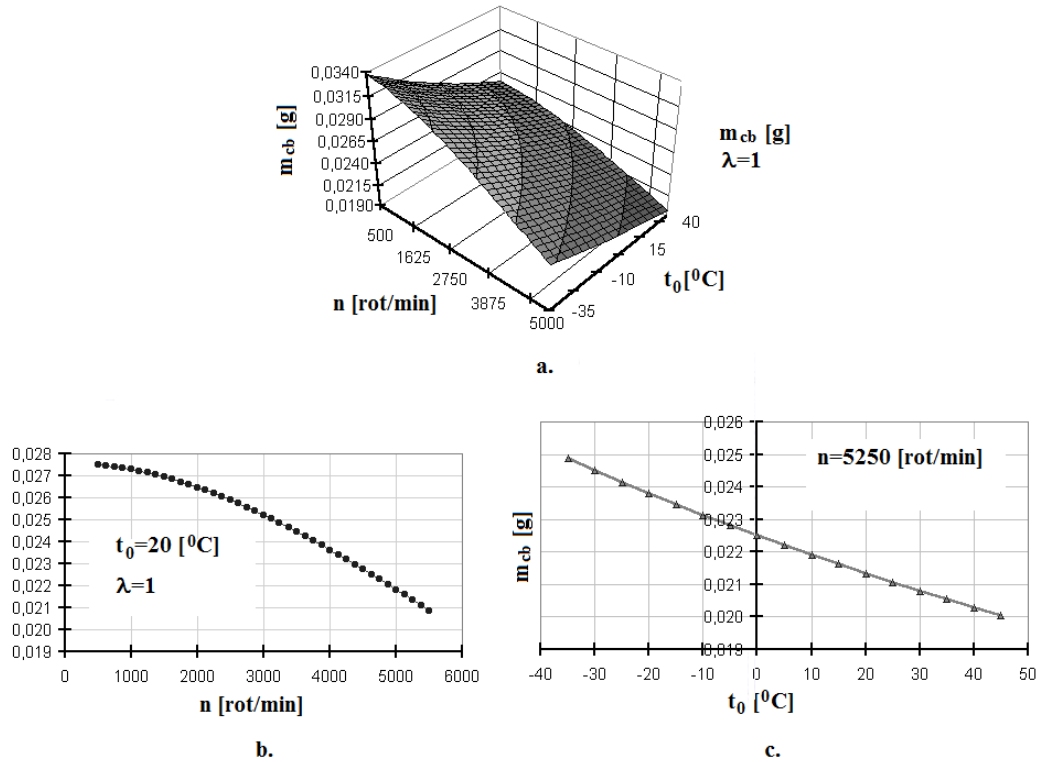 0,0340
0,0315
0,0290
0,0265
0,0240
0,0215
0,0190
m cb [g]
m cb [g]
λ=1
500
1625
2750
3875
5000
n [rot/min]
-35
-10
15
40
t0[⁰C]
a.
0,028
0,027
0,026
0,025
0,024
0,023
0,022
0,021
0,020
0,019
t0=20 [⁰C]
λ=1
0 1000 2000 3000 4000 5000 6000
n [rot/min]
b.
0,026
0,025
0,024
0,023
0,022
0,021
0,020
0,019
n=5250 [rot/min]
m cb [g]
-40 -30 -20 -10 0 10 20 30 40 50
t0 [⁰C]
c.